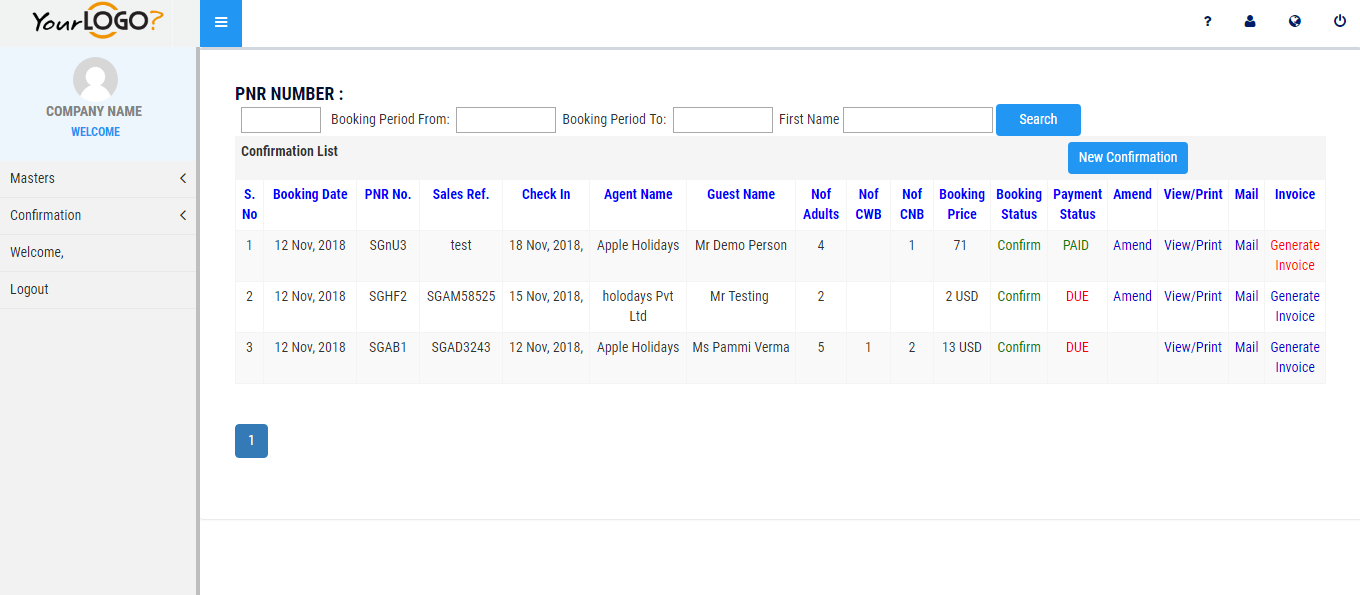 YourLOGO?
?
COMPANY NAME
WELCOME
Masters
Confirmation
Welcome,
Logout
PNR NUMBER :
Booking Period From: Booking Period To: First Name Search
Confirmation List New Confirmation
S. Booking Date PNR No. Sales Ref. Check In Agent Name Guest Name Nof Nof Nof Booking Booking Payment Amend View/Print Mail Invoice
No Adults CWB CNB Price Status Status
1 12 Nov, 2018 SGnU3 test 18 Nov, 2018, Apple Holidays Mr Demo Person 4 1 71 Confirm PAID Amend View/Print Mail Generate
Invoice
2 12 Nov, 2018 SGHF2 SGAM58525 15 Nov, 2018, holodays Pvt Mr Testing 2 2 USD Confirm DUE Amend View/Print Mail Generate
Ltd Invoice
3 12 Nov, 2018 SGAB1 SGAD3243 12 Nov, 2018, Apple Holidays Ms Pammi Verma 5 1 2 13 USD Confirm DUE View/Print Mail Generate
Invoice
1